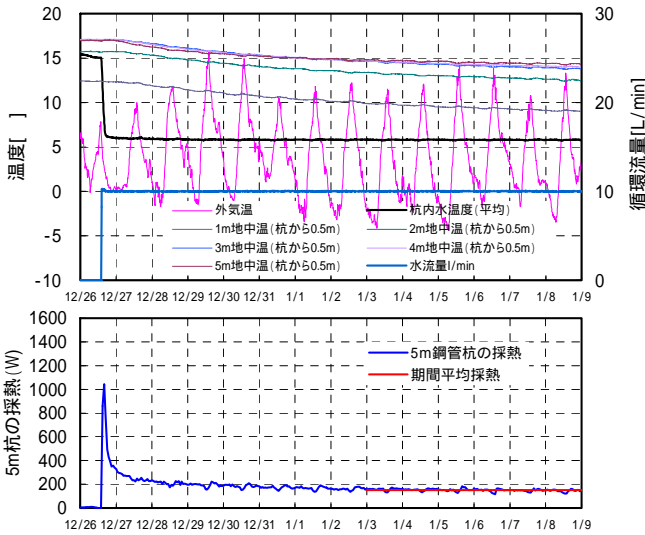 温度[ ]
循環流量[L/min]
20
15
10
5
0
-5
-10
30
20
10
0
外気温
杭内水温度(平均)
1m地中温(杭から0.5m)
2m地中温(杭から0.5m)
3m地中温(杭から0.5m)
4m地中温(杭から0.5m)
5m地中温(杭から0.5m)
水流量l/min
12/26 12/27 12/28 12/29 12/30 12/31 1/1 1/2 1/3 1/4 1/5 1/6 1/7 1/8 1/9
5m杭の採熱(W)
1600
1400
1200
1000
800
600
400
200
0
5m鋼管杭の採熱
期間平均採熱
12/26 12/27 12/28 12/29 12/30 12/31 1/1 1/2 1/3 1/4 1/5 1/6 1/7 1/8 1/9